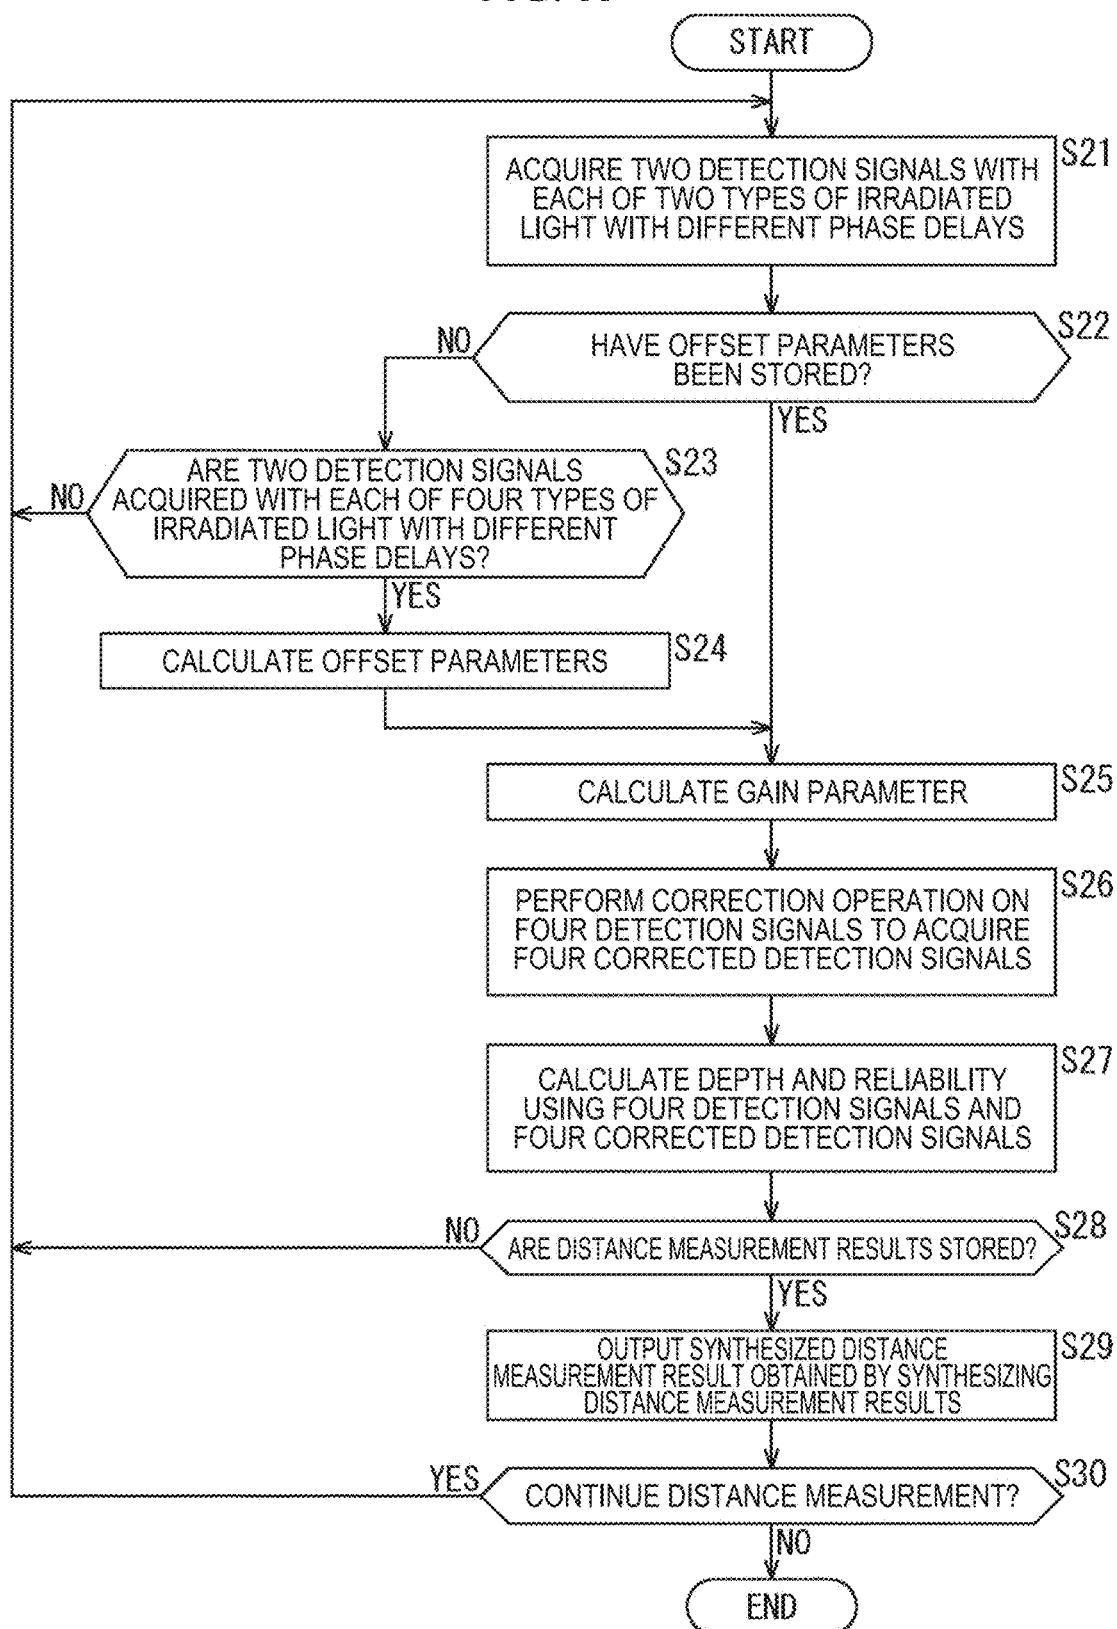 START
S21
ACQUIRE TWO DETECTION SIGNALS WITH
EACH OF TWO TYPES OF IRRADIATED
LIGHT WITH DIFFERENT PHASE DELAYS
S22
NO
HAVE OFFSET PARAMETERS
BEEN STORED?
YES
S23
NO
ARE TWO DETECTION SIGNALS
ACQUIRED WITH EACH OF FOUR TYPES OF
IRRADIATED LIGHT WITH DIFFERENT
PHASE DELAYS?
YES
CALCULATE OFFSET PARAMETERS
S24
CALCULATE GAIN PARAMETER
S25
S26
PERFORM CORRECTION OPERATION ON
FOUR DETECTION SIGNALS TO ACQUIRE
FOUR CORRECTED DETECTION SIGNALS
S27
CALCULATE DEPTH AND RELIABILITY
USING FOUR DETECTION SIGNALS AND
FOUR CORRECTED DETECTION SIGNALS
NO
S28
ARE DISTANCE MEASUREMENT RESULTS STORED?
YES
S29
OUTPUT SYNTHESIZED DISTANCE
MEASUREMENT RESULT OBTAINED BY SYNTHESIZING
DISTANCE MEASUREMENT RESULTS
YES
S30
CONTINUE DISTANCE MEASUREMENT?
NO
END